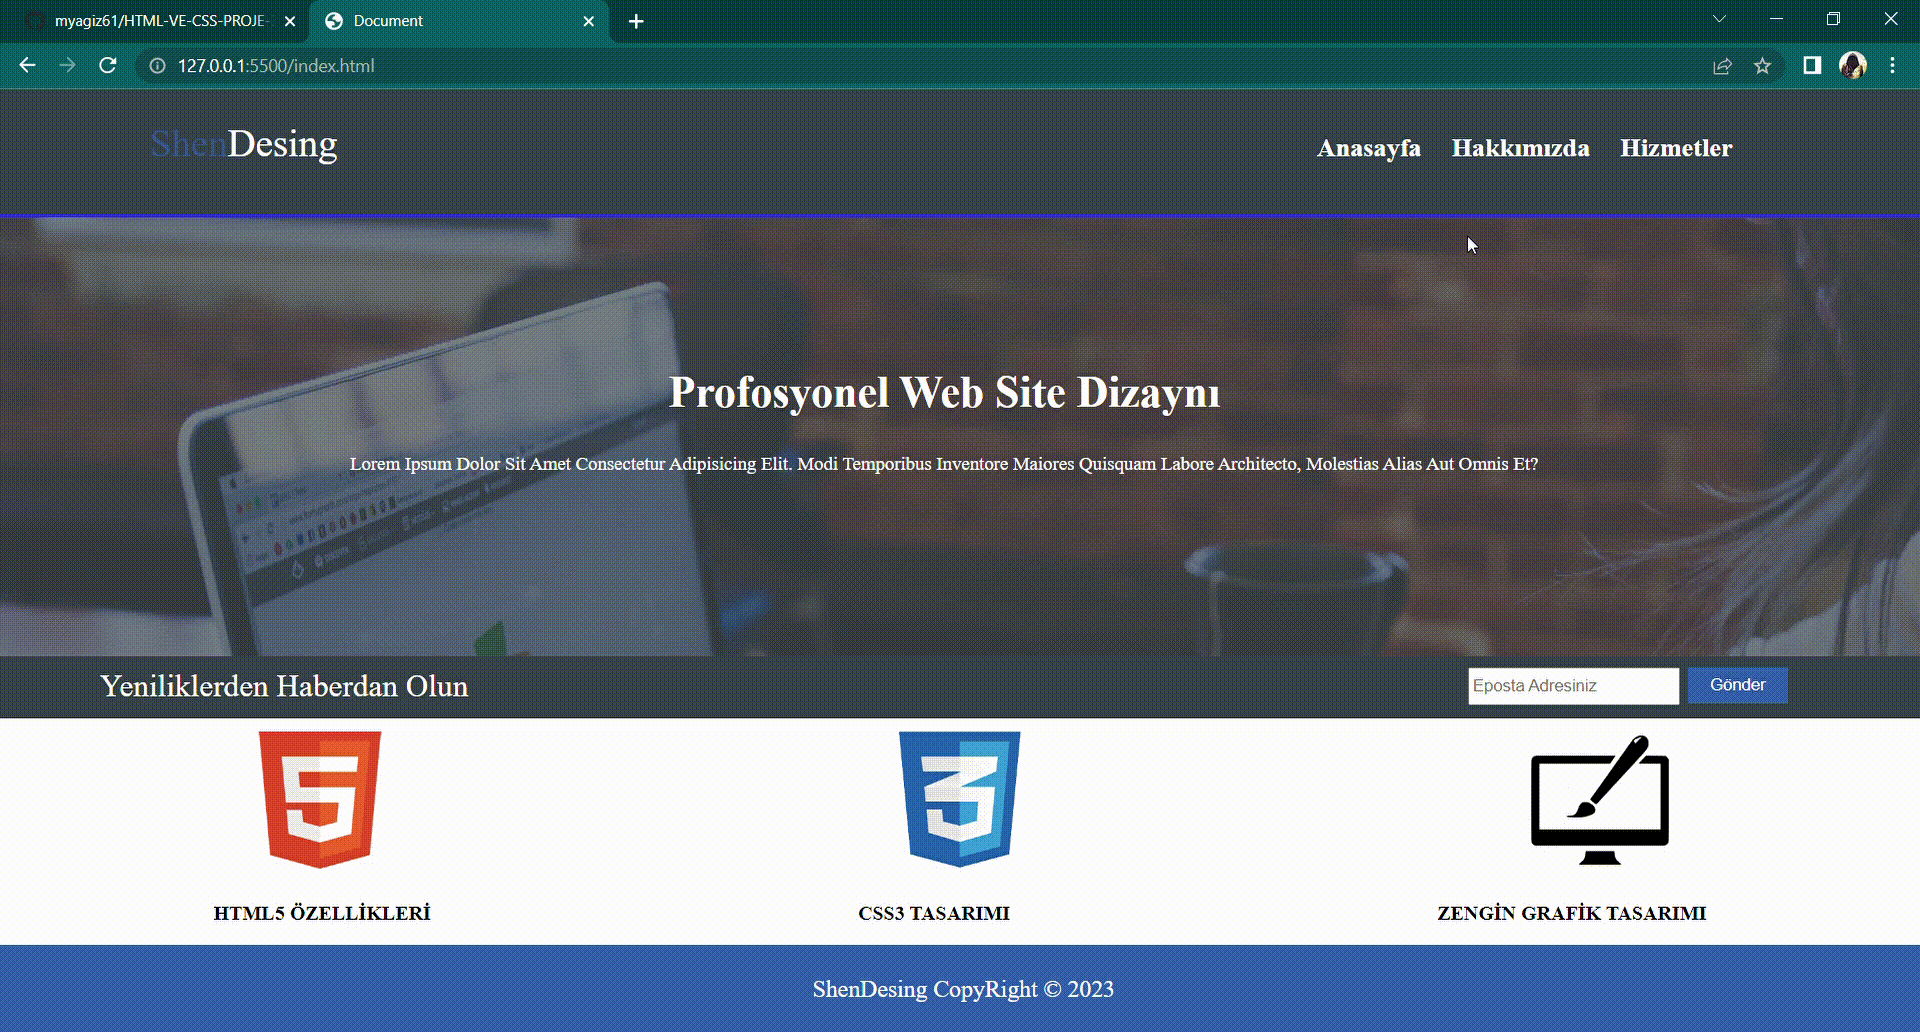 myagiz61/HTML-VE-CSS-PROJE-
Document
127.0.0.1:5500/index.html
ShenDesing
Anasayfa Hakkımızda Hizmetler
Profosyonel Web Site Dizaynı
Lorem Ipsum Dolor Sit Amet Consectetur Adipisicing Elit. Modi Temporibus Inventore Maiores Quisquam Labore Architecto, Molestias Alias Aut Omnis Et?
Yeniliklerden Haberdan Olun
Eposta Adresiniz
Gönder
HTML5 ÖZELLİKLERİ
CSS3 TASARIMI
ZENGİN GRAFİK TASARIMI
ShenDesing CopyRight © 2023